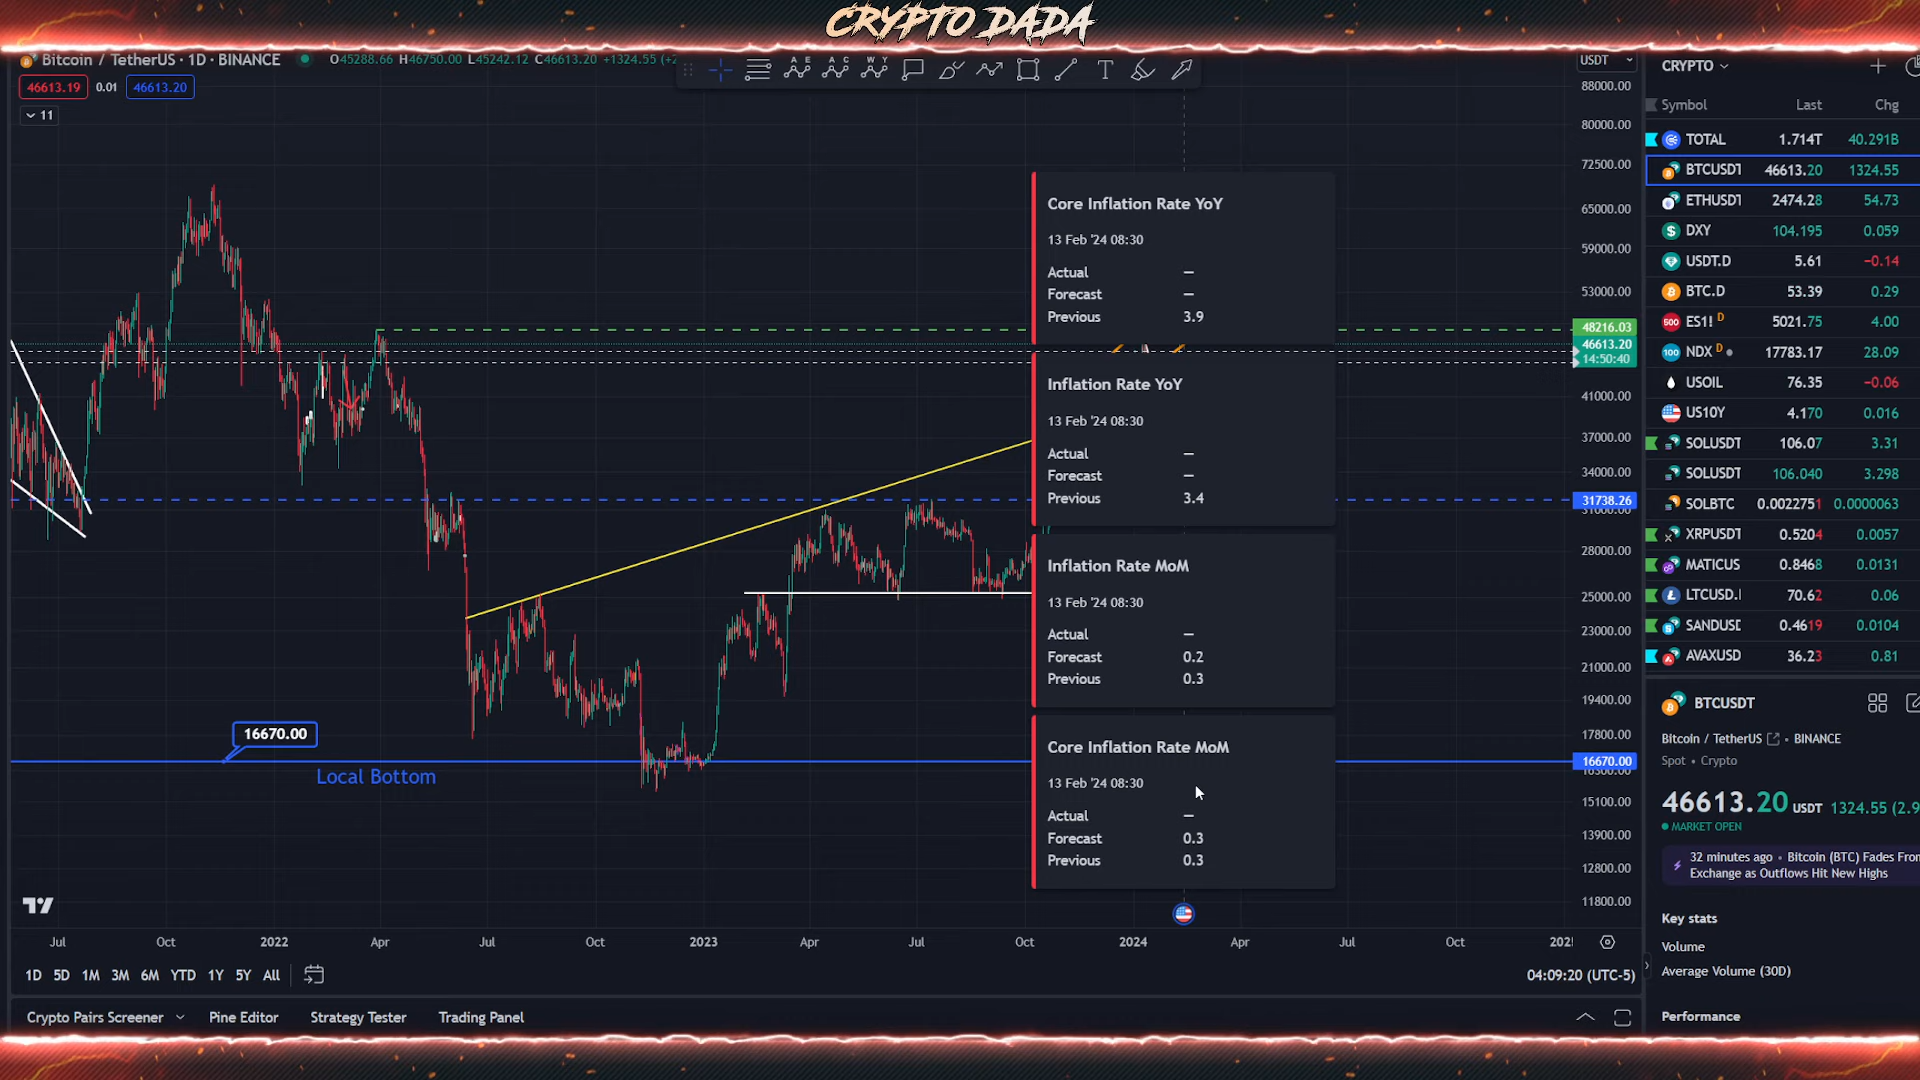 CRYPTO DADA
Bitcoin / TetherUS · 1D · BINANCE
O45288.66 H46750.00 L45242.12 C46613.20 +1324.55
46613.19 0.01 46613.20
11
A E
A C
W Y
T
USDT
88000.00
80000.00
72500.00
65000.00
59000.00
53000.00
48216.03
46613.20
14:50:40
41000.00
37000.00
34000.00
31738.26
31000.00
28000.00
25000.00
23000.00
21000.00
19400.00
17800.00
16670.00
16300.00
15100.00
13900.00
12800.00
11800.00
Core Inflation Rate YoY
13 Feb '24 08:30
Actual —
Forecast —
Previous 3.9
Inflation Rate YoY
13 Feb '24 08:30
Actual —
Forecast —
Previous 3.4
Inflation Rate MoM
13 Feb '24 08:30
Actual —
Forecast 0.2
Previous 0.3
Core Inflation Rate MoM
13 Feb '24 08:30
Actual —
Forecast 0.3
Previous 0.3
16670.00
Local Bottom
Jul Oct 2022 Apr Jul Oct 2023 Apr Jul Oct 2024 Apr Jul Oct
1D 5D 1M 3M 6M YTD 1Y 5Y All
04:09:20 (UTC-5)
Crypto Pairs Screener Pine Editor Strategy Tester Trading Panel
CRYPTO
Symbol Last Chg
TOTAL 1.714T 40.291B
BTCUSDT 46613.20 1324.55
ETHUSDT 2474.28 54.73
DXY 104.195 0.059
USDT.D 5.61 −0.14
BTC.D 53.39 0.29
500 ES1! D 5021.75 4.00
100 NDX D 17783.17 28.09
USOIL 76.35 −0.06
US10Y 4.170 0.016
SOLUSDT 106.07 3.31
SOLUSDT 106.040 3.298
SOLBTC 0.0022751 0.0000063
XRPUSDT 0.5204 0.0057
MATICUS 0.8468 0.0131
LTCUSD. 70.62 0.06
SANDUSD 0.4619 0.0104
AVAXUSD 36.23 0.81
BTCUSDT
Bitcoin / TetherUS • BINANCE
Spot • Crypto
46613.20 USDT 1324.55 (2.9
MARKET OPEN
32 minutes ago • Bitcoin (BTC) Fades From
Exchange as Outflows Hit New Highs
Key stats
Volume
Average Volume (30D)
Performance